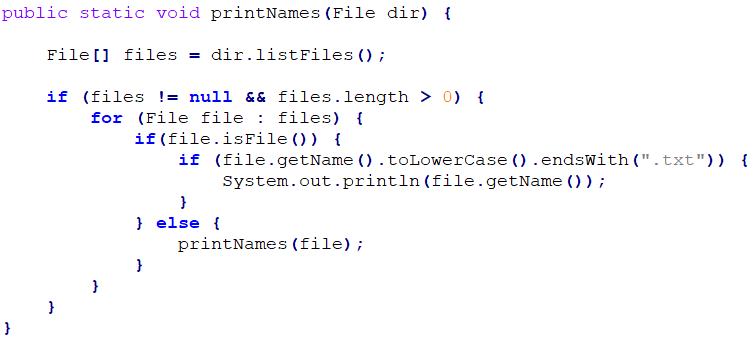 public static void printNames(File dir) {
File[] files = dir.listFiles();
if (files != null && files.length > 0) {
for (File file : files) {
if(file.isFile()) {
if (file.getName().toLowerCase().endsWith(".txt")) {
System.out.println(file.getName());
}
} else {
printNames(file);
}
}
}
}